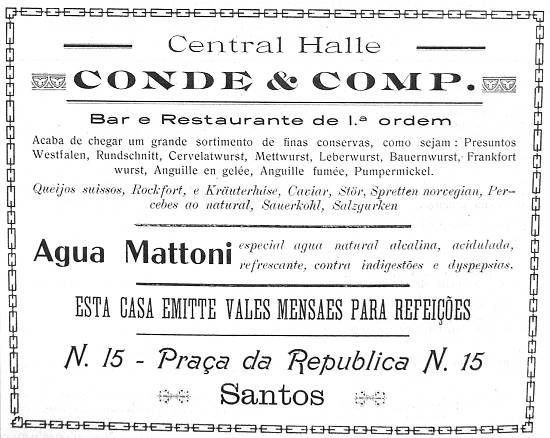 Central Halle
CONDE & COMP.
Bar e Restaurante de 1.ª ordem
Acaba de chegar um grande sortimento de finas conservas, como sejam: Presuntos
Westfalen, Rundschnitt, Cervelatwurst, Mettwurst, Leberwurst, Bauernwurst, Frankfort
wurst, Anguille en gelée, Anguille fumée, Pumpermickel.
Queijos suissos, Rockfort, e Kräuterhise, Caviar, Stör, Spretten norvegian, Per-
cebes ao natural, Sauerkohl, Salzgurken
Agua Mattoni especial agua natural alcalina, acidulada,
refrescante, contra indigestões e dyspepsias.
ESTA CASA EMITTE VALES MENSAES PARA REFEIÇÕES
N. 15 - Praça da Republica N. 15
Santos